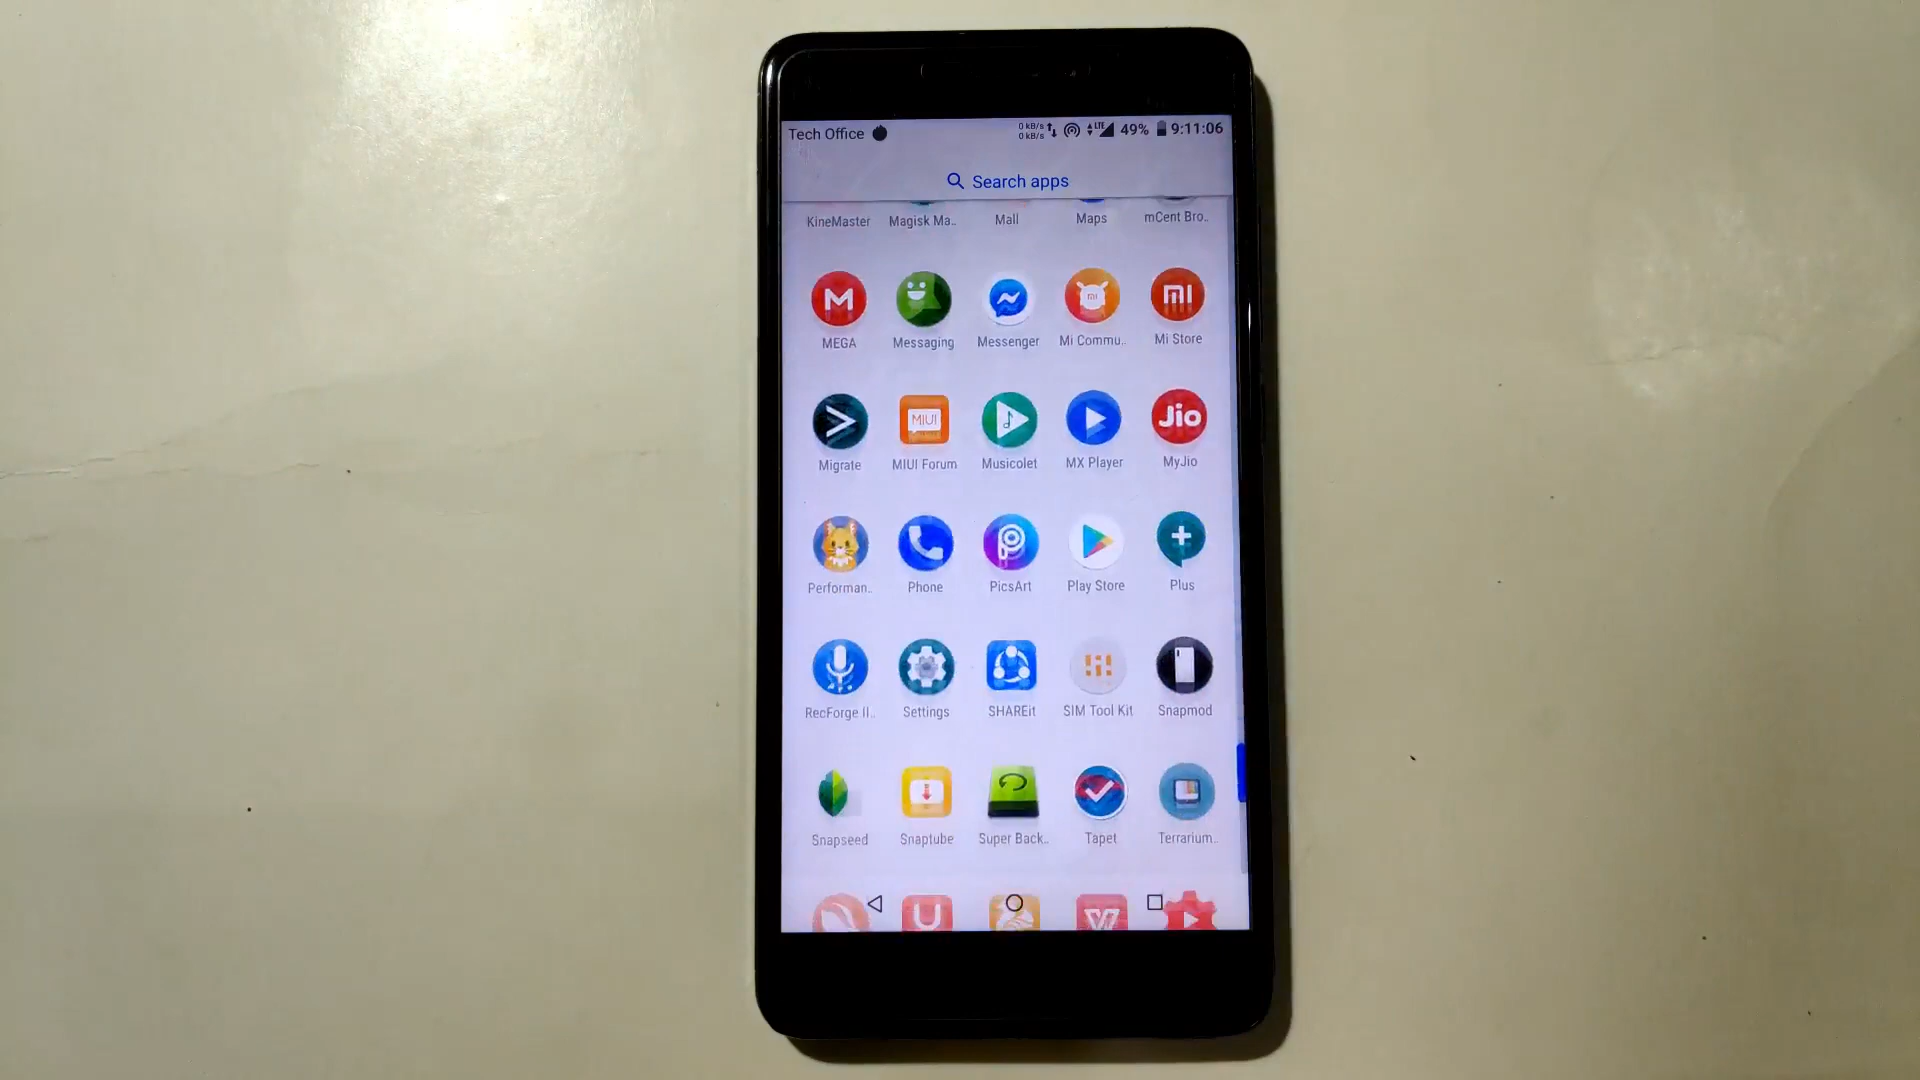 Tech Office 0 kB/s 0 kB/s LTE 49% 9:11:06
Search apps
KineMaster Magisk Ma.. Mall Maps mCent Bro..
MEGA Messaging Messenger Mi Commu.. Mi Store
MIUI Jio
Migrate MIUI Forum Musicolet MX Player MyJio
Performan.. Phone PicsArt Play Store Plus
RecForge II.. Settings SHAREit SIM Tool Kit Snapmod
Snapseed Snaptube Super Back.. Tapet Terrarium..